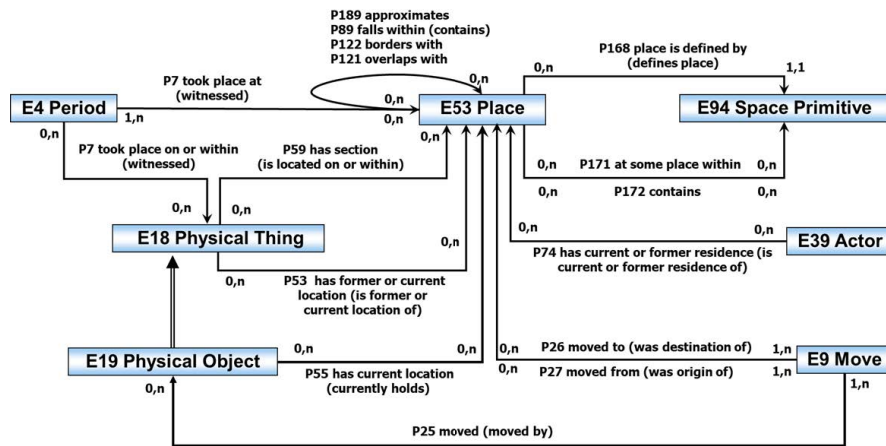 P189 approximates
P89 falls within (contains)
P122 borders with
P121 overlaps with
P7 took place at
(witnessed)
0,n
0,n
P168 place is defined by
(defines place)
1,1
E4 Period
0,n
1,n
0,n
0,n
E53 Place
E94 Space Primitive
0,n
P7 took place on or within
(witnessed)
P59 has section
(is located on or within)
0,n
P171 at some place within
0,n
0,n
P172 contains
0,n
0,n
0,n
E18 Physical Thing
0,n
0,n
0,n
0,n
E39 Actor
P74 has current or former residence (is
current or former residence of)
0,n
P53 has former or current
location (is former or
current location of)
E19 Physical Object
0,n
0,n
0,n
P26 moved to (was destination of)
1,n
E9 Move
0,n
P55 has current location
(currently holds)
0,n
P27 moved from (was origin of)
1,n
1,n
P25 moved (moved by)